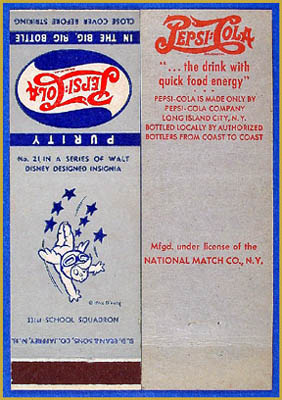 CLOSE COVER BEFORE STRIKING
IN THE BIG, BIG BOTTLE
PEPSI-COLA
PURITY
No. 21 IN A SERIES OF WALT
DISNEY DESIGNED INSIGNIA
SCHOOL SQUADRON
PEPSI-COLA
"...the drink with
quick food energy"
PEPSI-COLA IS MADE ONLY BY
PEPSI-COLA COMPANY
LONG ISLAND CITY, N.Y.
BOTTLED LOCALLY BY AUTHORIZED
BOTTLERS FROM COAST TO COAST
Mfgd. under license of the
NATIONAL MATCH CO., N.Y.